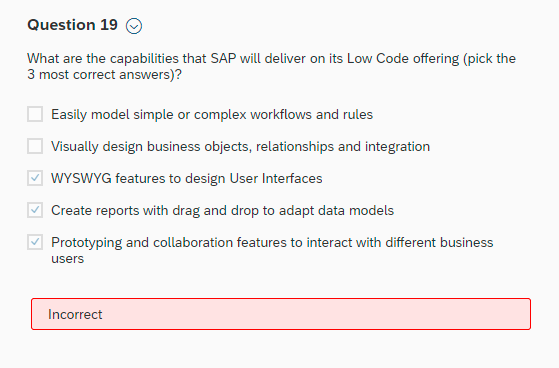 Question 19
What are the capabilities that SAP will deliver on its Low Code offering (pick the
3 most correct answers)?
Easily model simple or complex workflows and rules
Visually design business objects, relationships and integration
WYSWYG features to design User Interfaces
Create reports with drag and drop to adapt data models
Prototyping and collaboration features to interact with different business
users
Incorrect